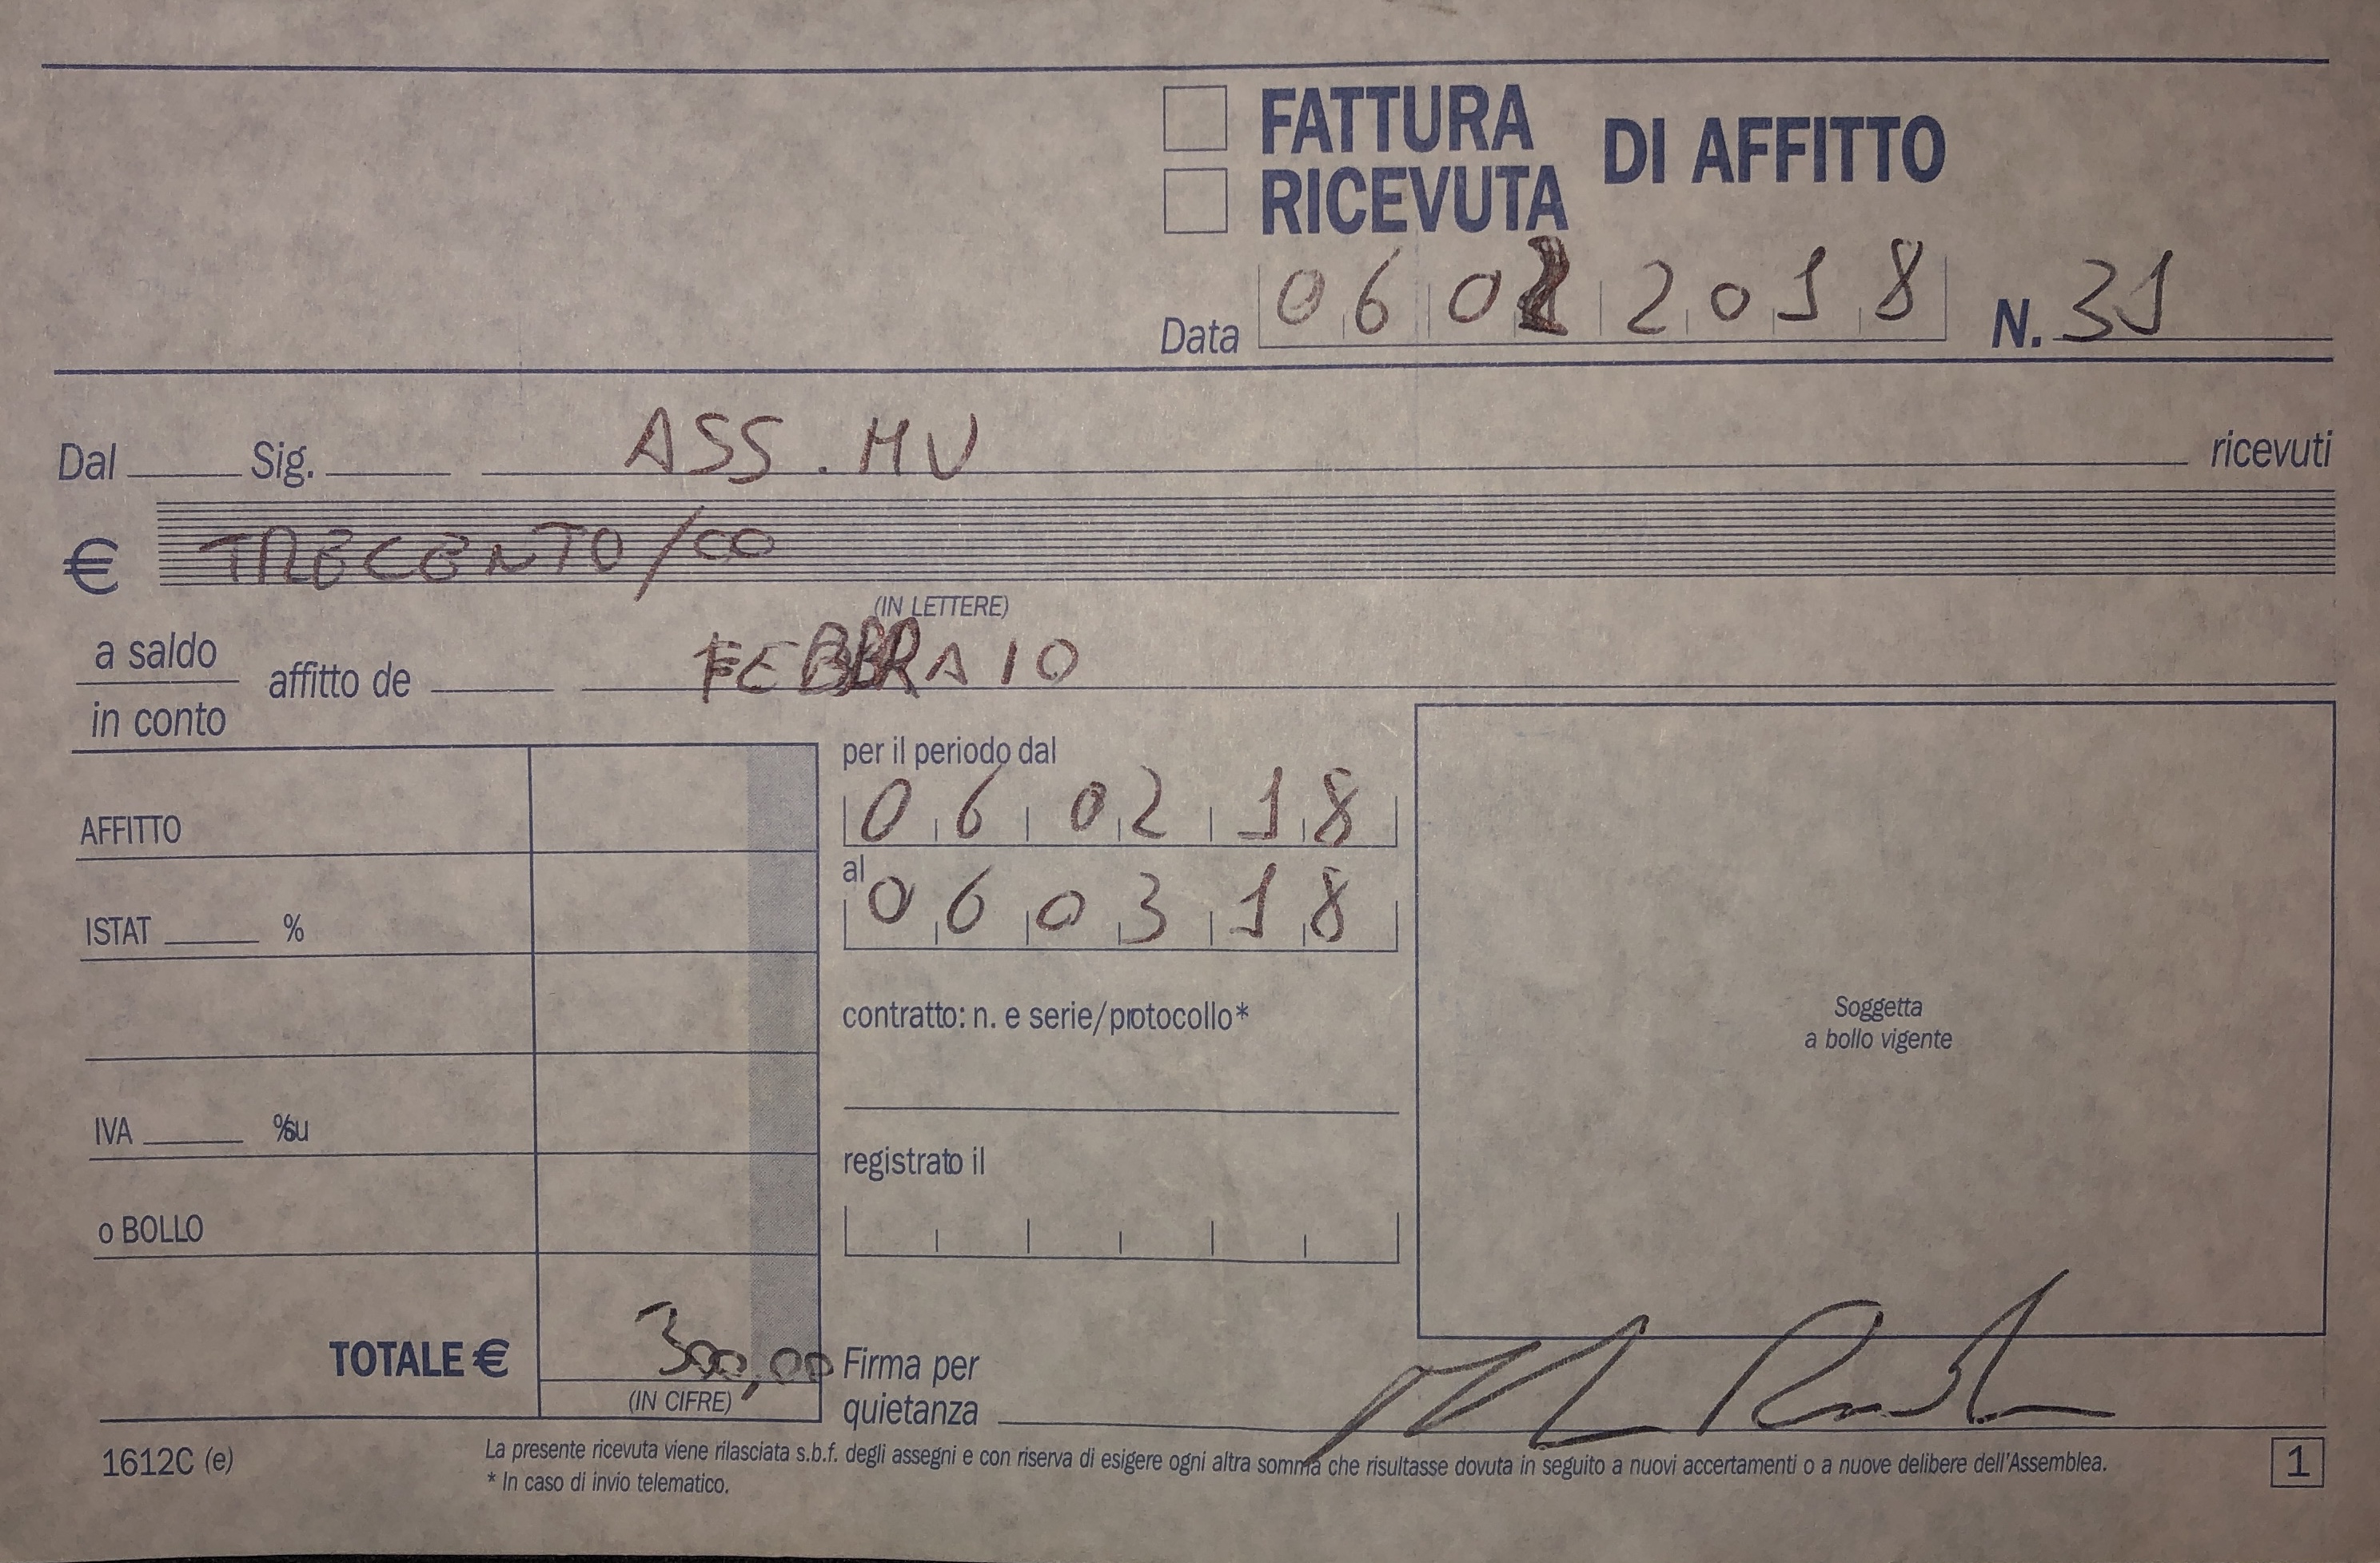 FATTURA
RICEVUTA
DI AFFITTO
Data 06 02 2018 N. 31
Dal Sig. ASS. MU ricevuti
€ TRECENTO/00
(IN LETTERE)
a saldo
in conto
affitto de FEBBRAIO
per il periodo dal
06 02 18
al
06 03 18
AFFITTO
ISTAT %
IVA % su
o BOLLO
TOTALE € 300,00
(IN CIFRE)
contratto: n. e serie/protocollo*
registrato il
Soggetta
a bollo vigente
Firma per
quietanza
1612C (e)
La presente ricevuta viene rilasciata s.b.f. degli assegni e con riserva di esigere ogni altra somma che risultasse dovuta in seguito a nuovi accertamenti o a nuove delibere dell'Assemblea.
* In caso di invio telematico.
1